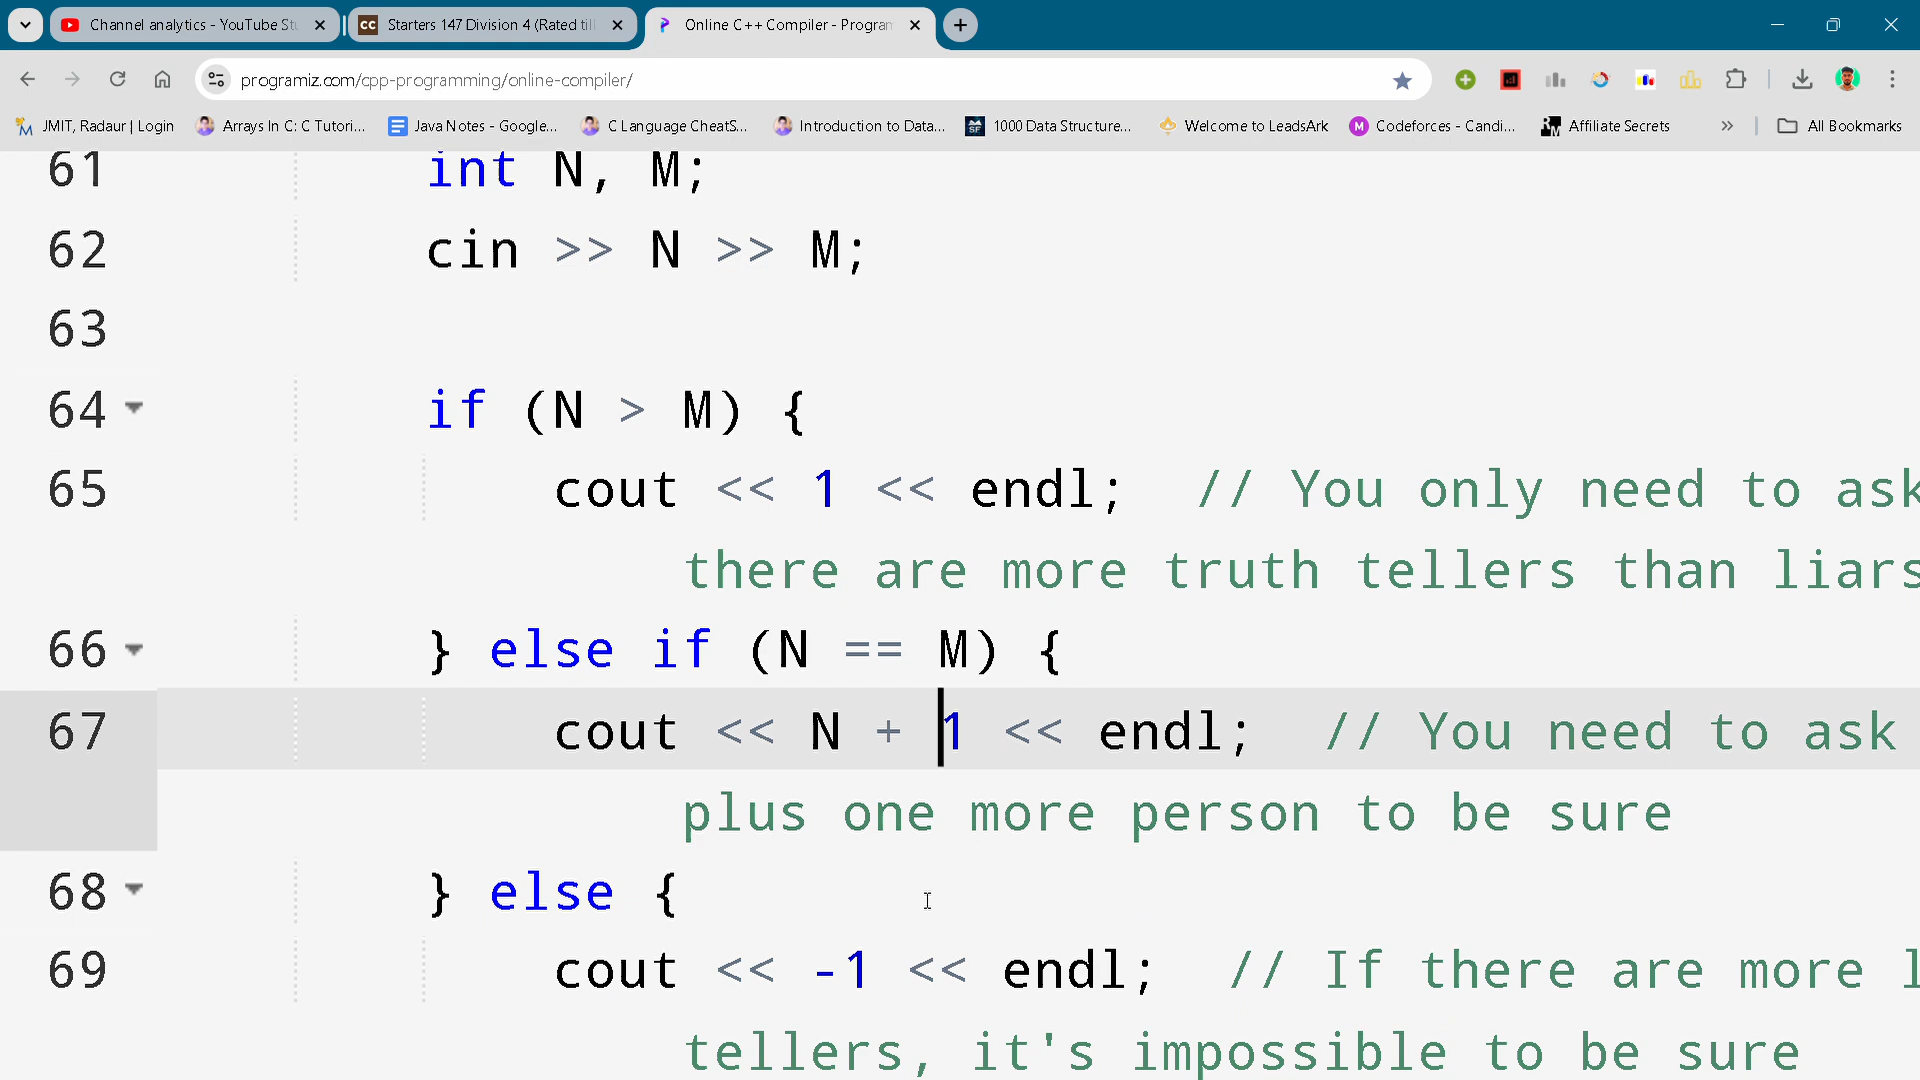 Channel analytics - YouTube Stu
Starters 147 Division 4 (Rated till
Online C++ Compiler - Program
programiz.com/cpp-programming/online-compiler/
JMIT, Radaur | Login
Arrays In C: C Tutori...
Java Notes - Google...
C Language CheatS...
Introduction to Data...
1000 Data Structure...
Welcome to LeadsArk
Codeforces - Candi...
Affiliate Secrets
All Bookmarks
61 int N, M;
62 cin >> N >> M;
63
64 if (N > M) {
65 cout << 1 << endl; // You only need to ask
there are more truth tellers than liars
66 } else if (N == M) {
67 cout << N + 1 << endl; // You need to ask
plus one more person to be sure
68 } else {
69 cout << -1 << endl; // If there are more l
tellers, it's impossible to be sure